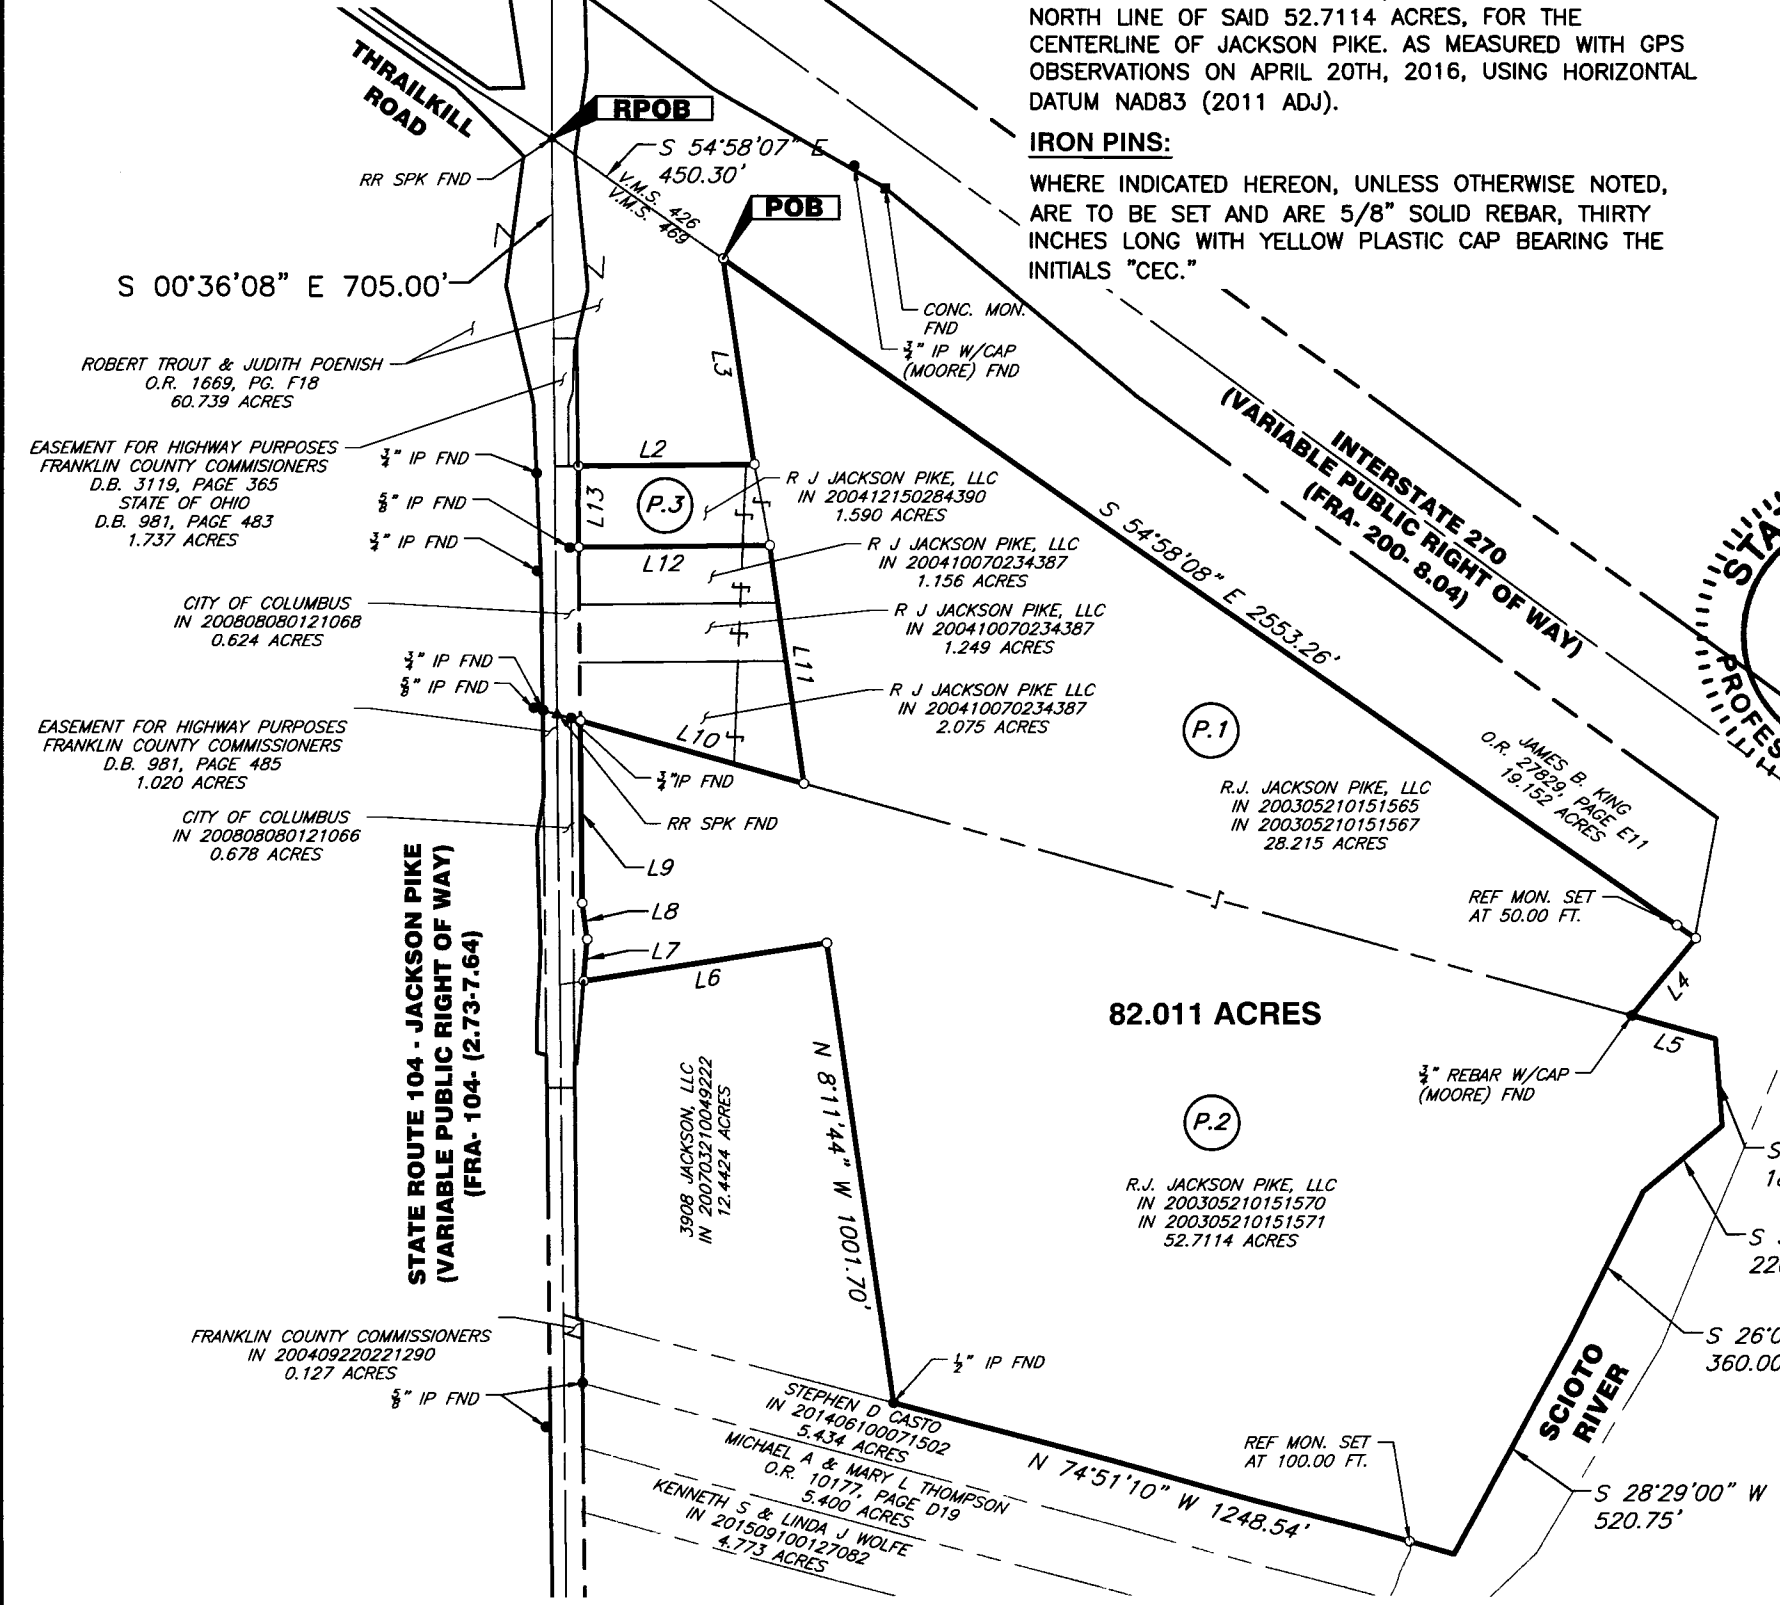 NORTH LINE OF SAID 52.7114 ACRES, FOR THE
CENTERLINE OF JACKSON PIKE. AS MEASURED WITH GPS
OBSERVATIONS ON APRIL 20TH, 2016, USING HORIZONTAL
DATUM NAD83 (2011 ADJ).
IRON PINS:
WHERE INDICATED HEREON, UNLESS OTHERWISE NOTED,
ARE TO BE SET AND ARE 5/8" SOLID REBAR, THIRTY
INCHES LONG WITH YELLOW PLASTIC CAP BEARING THE
INITIALS "CEC."
THRAILKILL
ROAD
RPOB
RR SPK FND
S 54°58'07" E
450.30'
V.M.S. 426
V.M.S. 469
POB
S 00°36'08" E 705.00'
CONC. MON.
FND
3/4" IP W/CAP
(MOORE) FND
ROBERT TROUT & JUDITH POENISH
O.R. 1669, PG. F18
60.739 ACRES
L3
INTERSTATE 270
(VARIABLE PUBLIC RIGHT OF WAY)
(FRA- 200- 8.04)
EASEMENT FOR HIGHWAY PURPOSES
FRANKLIN COUNTY COMMISIONERS
D.B. 3119, PAGE 365
STATE OF OHIO
D.B. 981, PAGE 483
1.737 ACRES
3/4" IP FND
5/8" IP FND
3/4" IP FND
L2
L13
P.3
L12
R J JACKSON PIKE, LLC
IN 200412150284390
1.590 ACRES
R J JACKSON PIKE, LLC
IN 200410070234387
1.156 ACRES
R J JACKSON PIKE, LLC
IN 200410070234387
1.249 ACRES
R J JACKSON PIKE LLC
IN 200410070234387
2.075 ACRES
S 54°58'08" E 2553.26'
STA
PROFES
CITY OF COLUMBUS
IN 200808080121068
0.624 ACRES
3/4" IP FND
5/8" IP FND
L11
L10
EASEMENT FOR HIGHWAY PURPOSES
FRANKLIN COUNTY COMMISSIONERS
D.B. 981, PAGE 485
1.020 ACRES
3/4" IP FND
RR SPK FND
P.1
R.J. JACKSON PIKE, LLC
IN 200305210151565
IN 200305210151567
28.215 ACRES
JAMES B. KING
O.R. 27829, PAGE E11
19.152 ACRES
CITY OF COLUMBUS
IN 200808080121066
0.678 ACRES
L9
L8
L7
L6
REF MON. SET
AT 50.00 FT.
L4
L5
STATE ROUTE 104 - JACKSON PIKE
(VARIABLE PUBLIC RIGHT OF WAY)
(FRA- 104- (2.73-7.64)
82.011 ACRES
3/4" REBAR W/CAP
(MOORE) FND
3908 JACKSON, LLC
IN 200703210049222
12.4424 ACRES
N 8°11'44" W 1001.70'
P.2
R.J. JACKSON PIKE, LLC
IN 200305210151570
IN 200305210151571
52.7114 ACRES
S
S
22
S 26°0
360.00
SCIOTO
RIVER
FRANKLIN COUNTY COMMISSIONERS
IN 200409220221290
0.127 ACRES
5/8" IP FND
1/2" IP FND
STEPHEN D CASTO
IN 201406100071502
5.434 ACRES
MICHAEL A & MARY L THOMPSON
O.R. 10177, PAGE D19
5.400 ACRES
KENNETH S & LINDA J WOLFE
IN 201509100127082
4.773 ACRES
REF MON. SET
AT 100.00 FT.
N 74°51'10" W 1248.54'
S 28°29'00" W
520.75'